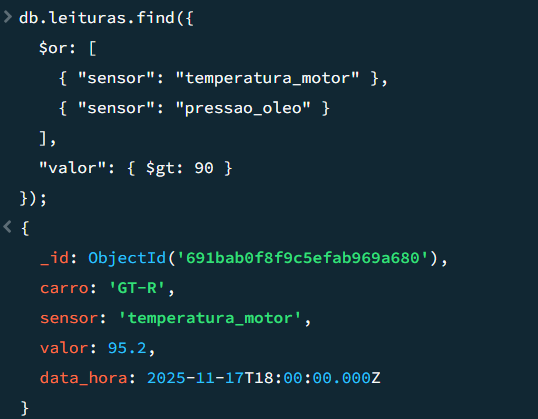 > db.leituras.find({
$or: [
{ "sensor": "temperatura_motor" },
{ "sensor": "pressao_oleo" }
],
"valor": { $gt: 90 }
});
< {
_id: ObjectId('691bab0f8f9c5efab969a680'),
carro: 'GT-R',
sensor: 'temperatura_motor',
valor: 95.2,
data_hora: 2025-11-17T18:00:00.000Z
}